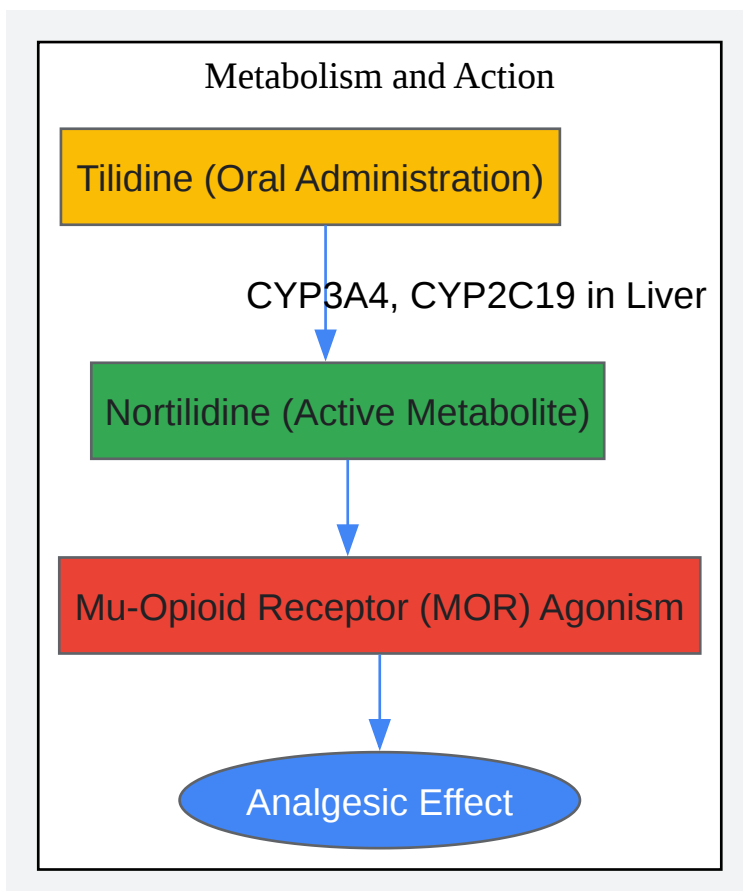 Metabolism and Action
Tilidine (Oral Administration)
CYP3A4, CYP2C19 in Liver
Nortilidine (Active Metabolite)
Mu-Opioid Receptor (MOR) Agonism
Analgesic Effect